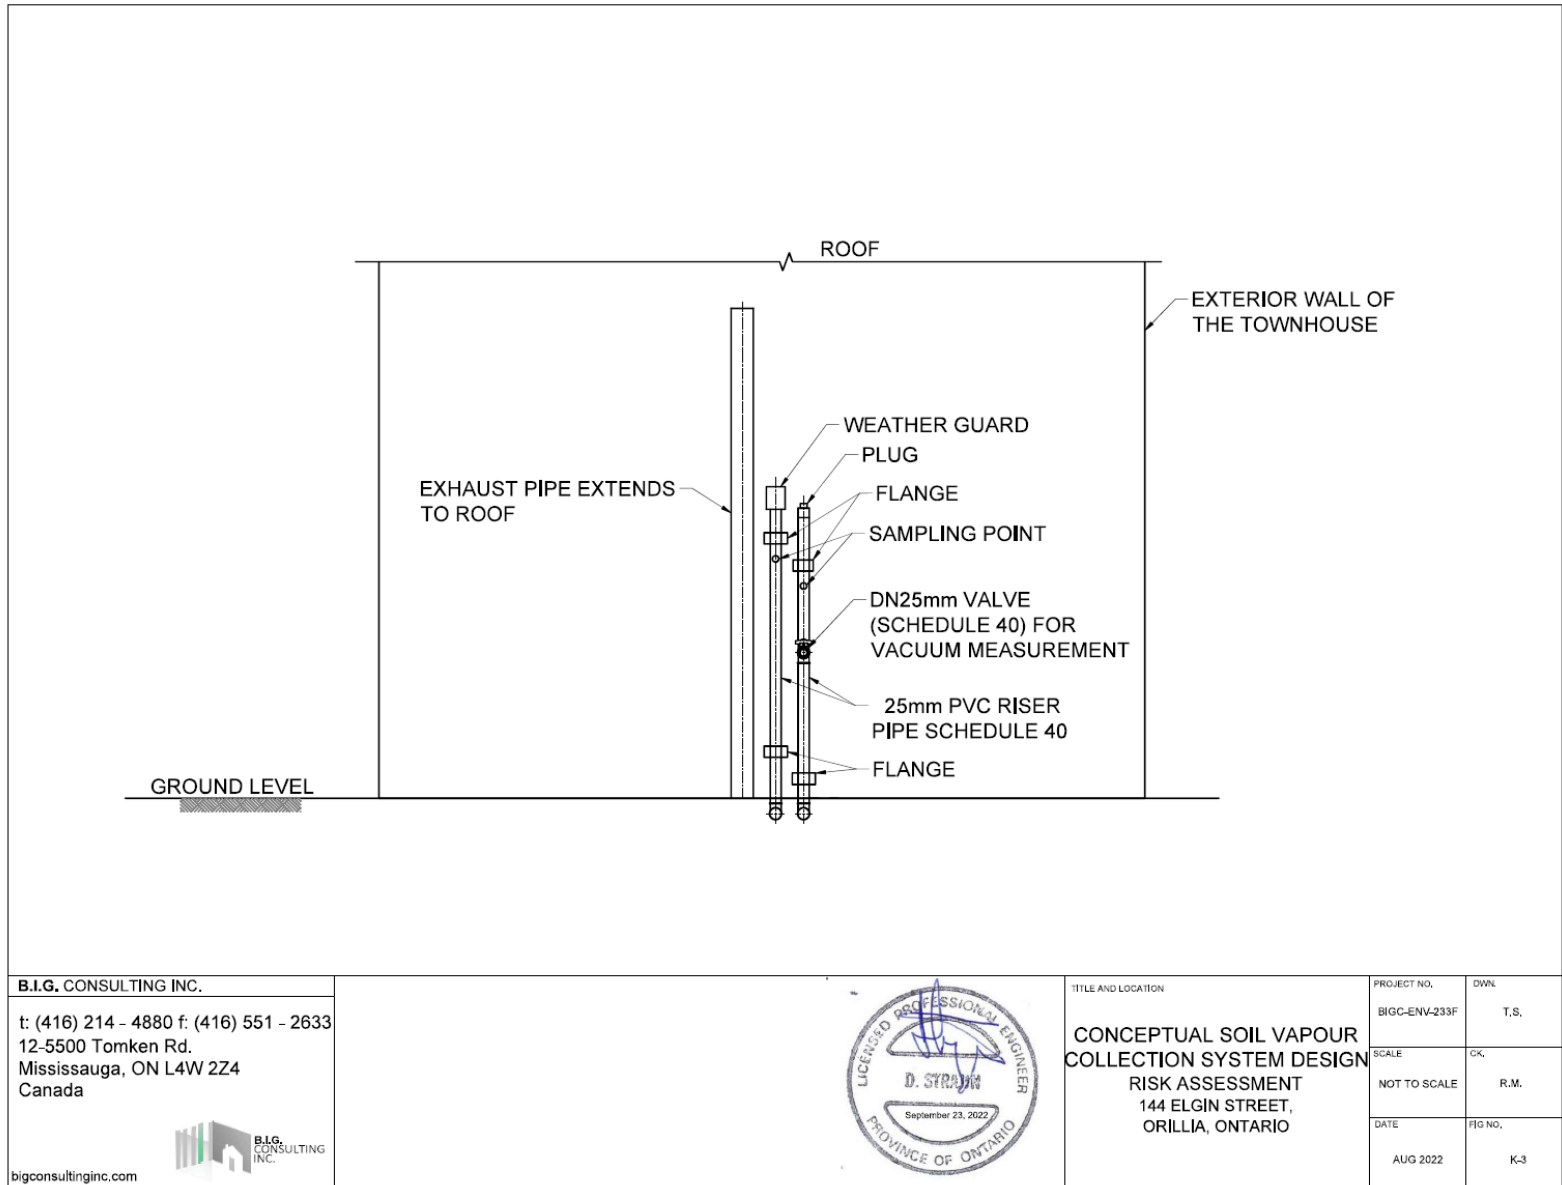 ROOF
EXTERIOR WALL OF
THE TOWNHOUSE
WEATHER GUARD
PLUG
EXHAUST PIPE EXTENDS
TO ROOF
FLANGE
SAMPLING POINT
DN25mm VALVE
(SCHEDULE 40) FOR
VACUUM MEASUREMENT
25mm PVC RISER
PIPE SCHEDULE 40
FLANGE
GROUND LEVEL
B.I.G. CONSULTING INC.
t: (416) 214 - 4880 f: (416) 551 - 2633
12-5500 Tomken Rd.
Mississauga, ON L4W 2Z4
Canada
B.I.G.
CONSULTING
INC.
bigconsultinginc.com
LICENSED PROFESSIONAL ENGINEER
September 23, 2022
PROVINCE OF ONTARIO
TITLE AND LOCATION
CONCEPTUAL SOIL VAPOUR
COLLECTION SYSTEM DESIGN
RISK ASSESSMENT
144 ELGIN STREET,
ORILLIA, ONTARIO
PROJECT NO.
BIGC-ENV-233F
DWN.
T.S.
SCALE
NOT TO SCALE
CK.
R.M.
DATE
AUG 2022
FIG NO.
K-3